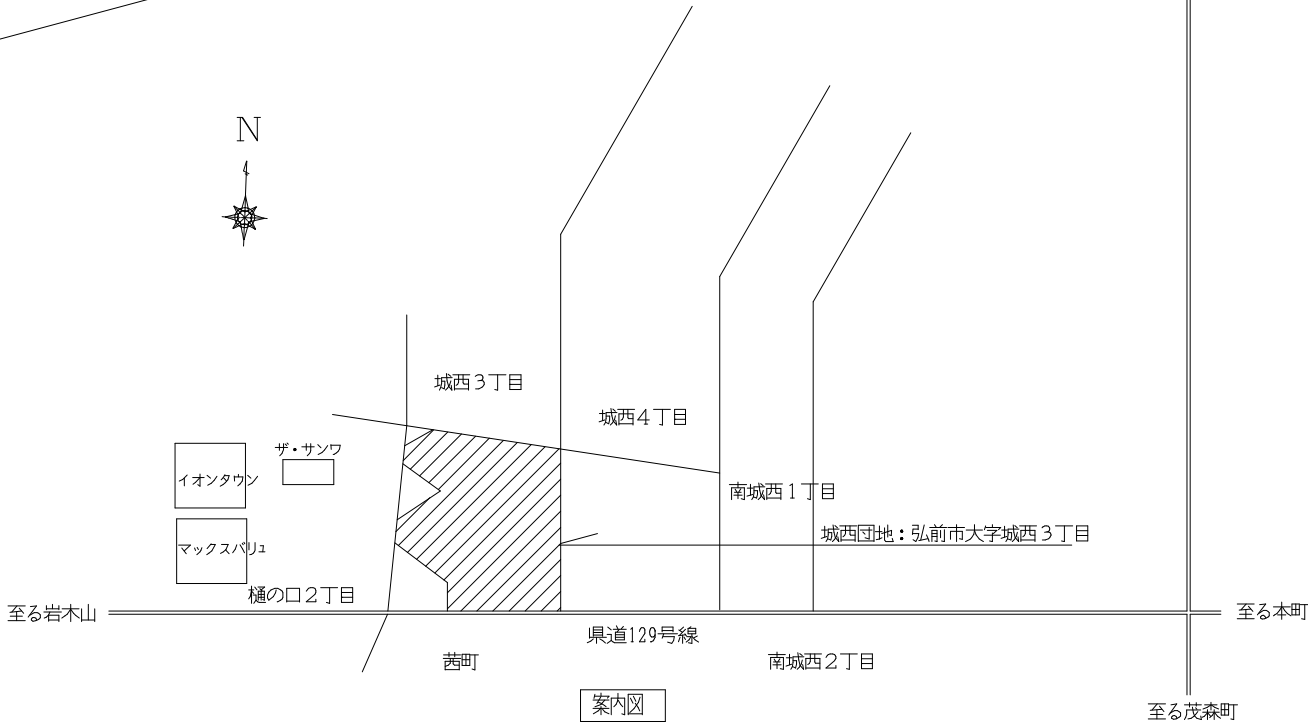 N
城西３丁目
城西４丁目
ザ・サンワ
イオンタウン
南城西１丁目
城西団地：弘前市大字城西３丁目
マックスバリュ
樋の口２丁目
至る岩木山
至る本町
県道129号線
茜町
南城西２丁目
案内図
至る茂森町